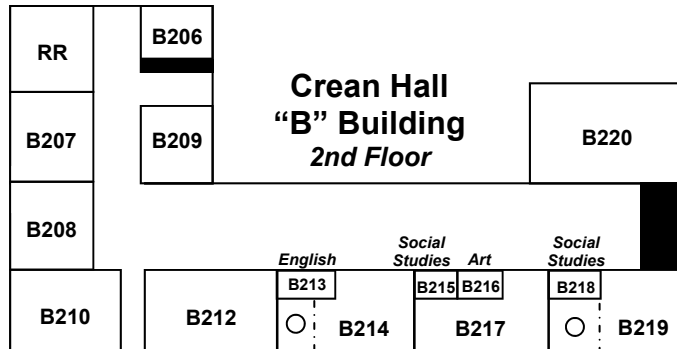 RR
B206
Crean Hall
“B” Building
2nd Floor
B207
B209
B220
B208
English
Social
Studies
Art
Social
Studies
B213
B215
B216
B218
B210
B212
B214
B217
B219